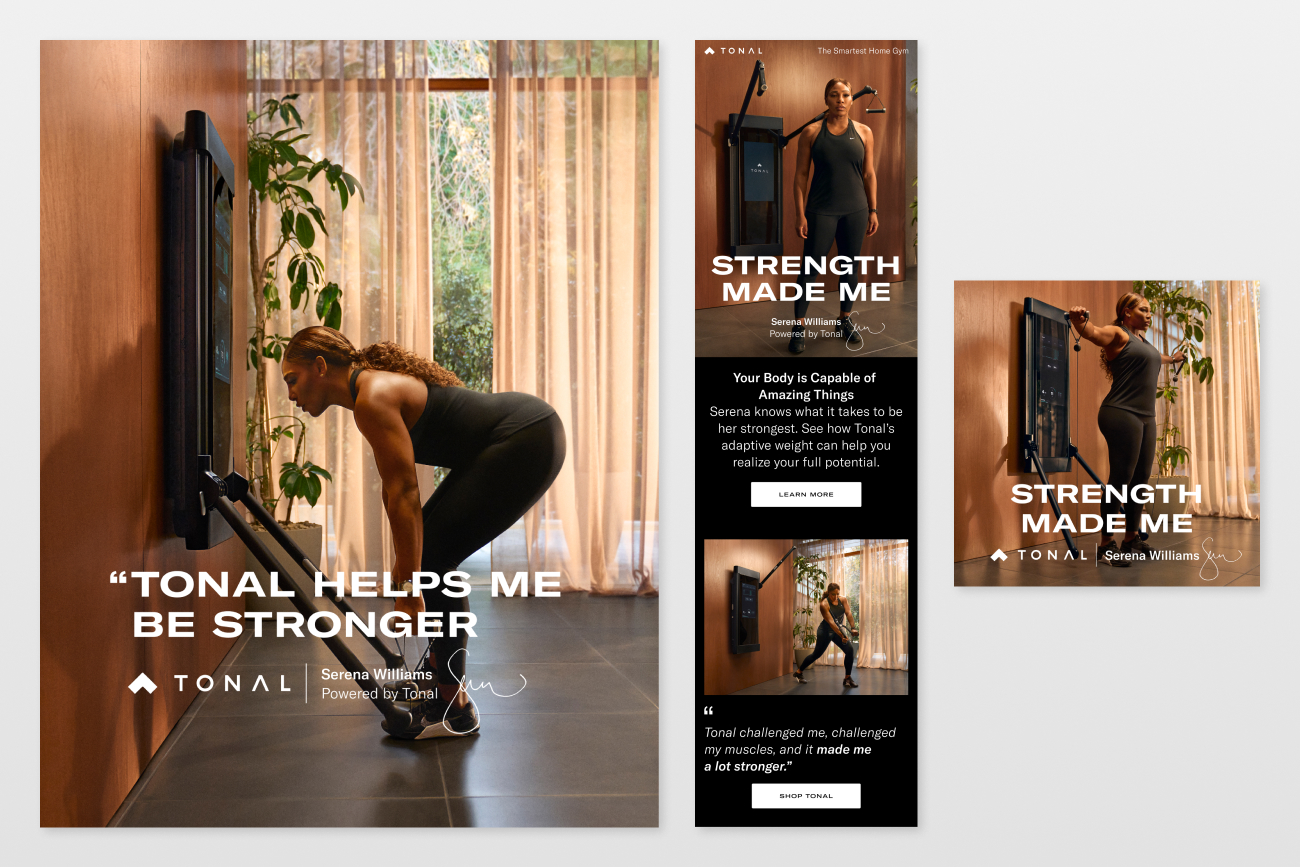 “TONAL HELPS ME
BE STRONGER
TONAL
Serena Williams
Powered by Tonal
TONAL
The Smartest Home Gym
TONAL
STRENGTH
MADE ME
Serena Williams
Powered by Tonal
Your Body is Capable of
Amazing Things
Serena knows what it takes to be
her strongest. See how Tonal’s
adaptive weight can help you
realize your full potential.
LEARN MORE
“
Tonal challenged me, challenged
my muscles, and it made me
a lot stronger.”
SHOP TONAL
STRENGTH
MADE ME
TONAL
Serena Williams